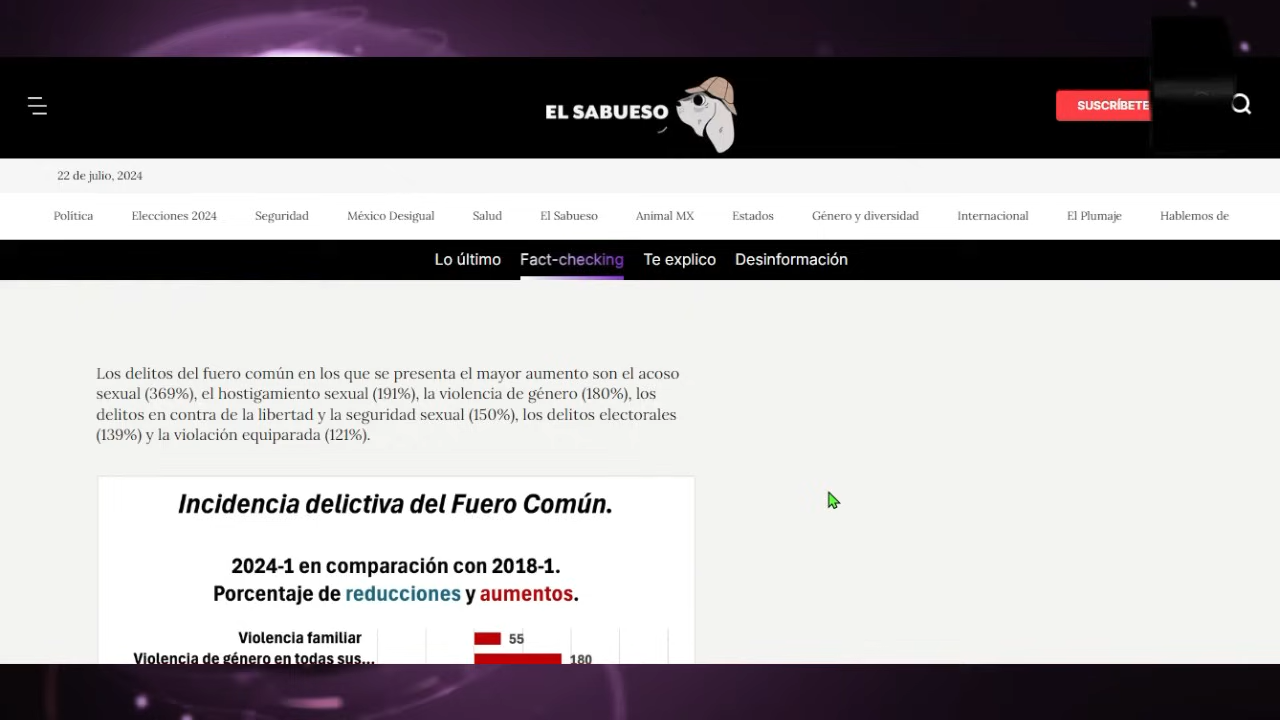 EL SABUESO
SUSCRÍBETE
22 de julio, 2024
Política Elecciones 2024 Seguridad México Desigual Salud El Sabueso Animal MX Estados Género y diversidad Internacional El Plumaje Hablemos de
Lo último Fact-checking Te explico Desinformación
Los delitos del fuero común en los que se presenta el mayor aumento son el acoso
sexual (369%), el hostigamiento sexual (191%), la violencia de género (180%), los
delitos en contra de la libertad y la seguridad sexual (150%), los delitos electorales
(139%) y la violación equiparada (121%).
Incidencia delictiva del Fuero Común.
2024-1 en comparación con 2018-1.
Porcentaje de reducciones y aumentos.
Violencia familiar 55
Violencia de género en todas sus... 180